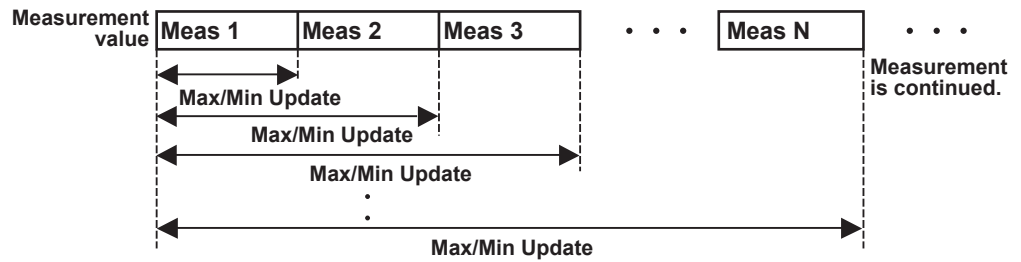 Measurement
value
Meas 1 Meas 2 Meas 3 · · · Meas N · · ·
Measurement
is continued.
Max/Min Update
Max/Min Update
Max/Min Update
Max/Min Update